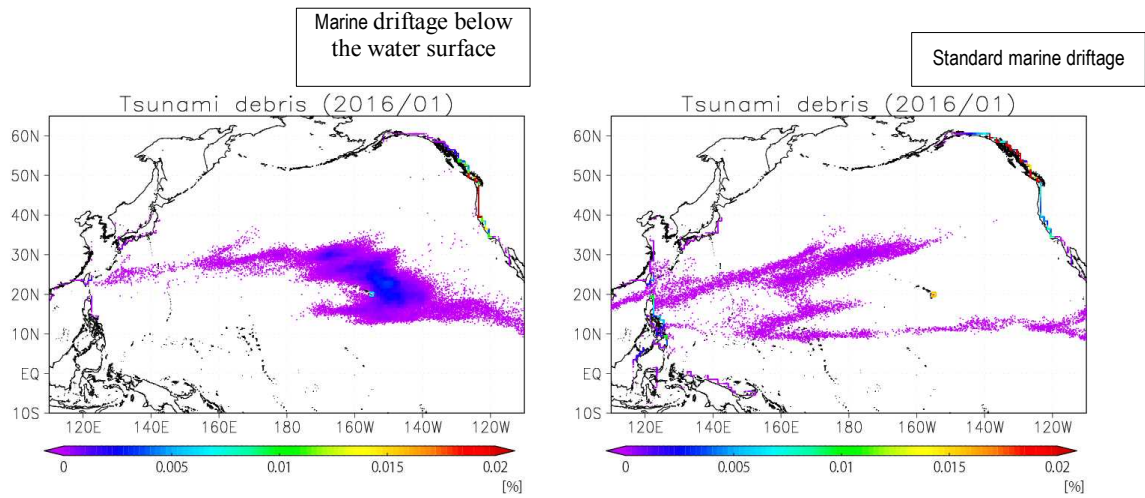 Marine driftage below
the water surface
Standard marine driftage
Tsunami debris (2016/01)
60N
50N
40N
30N
20N
10N
EQ
10S
120E 140E 160E 180 160W 140W 120W
0 0.005 0.01 0.015 0.02
[%]
Tsunami debris (2016/01)
60N
50N
40N
30N
20N
10N
EQ
10S
120E 140E 160E 180 160W 140W 120W
0 0.005 0.01 0.015 0.02
[%]